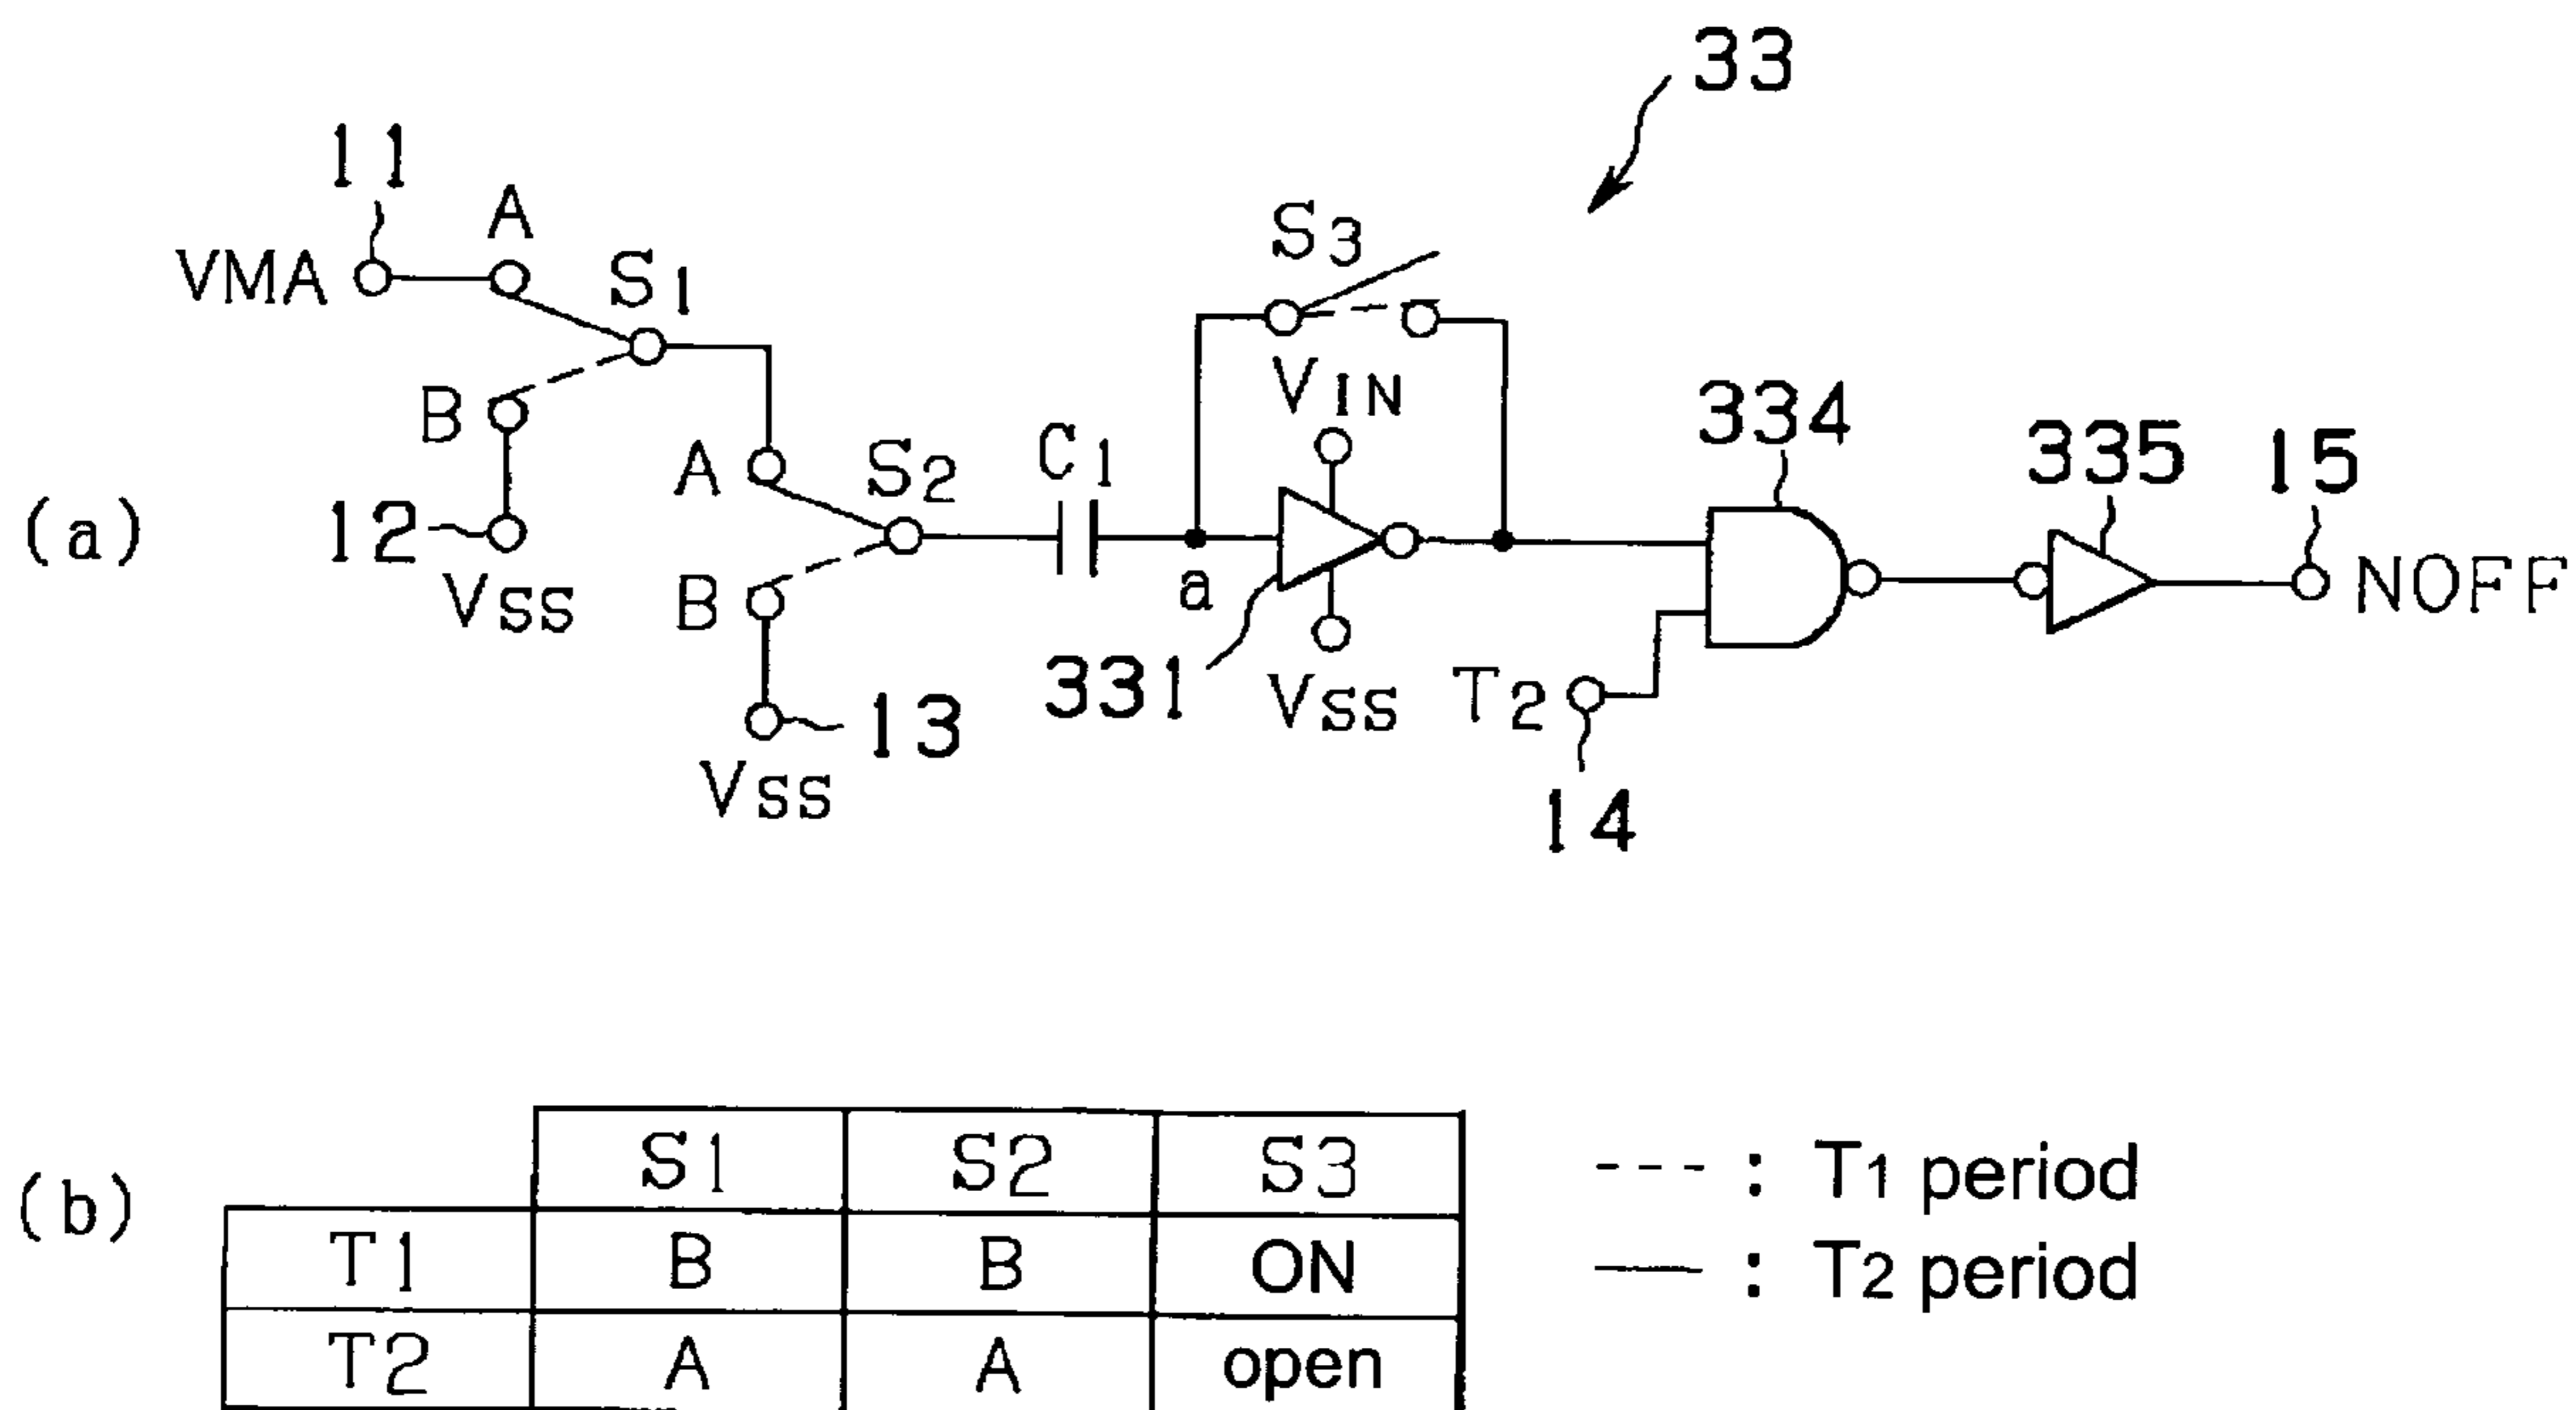 33
11
A
VMA
S1
S3
B
VIN
12
VSS
A
S2
C1
334
335
15
(a)
a
NOFF
B
331
VSS
T2
13
VSS
14
(b)
S1 S2 S3
T1 B B ON
T2 A A open
--- : T1 period
— : T2 period